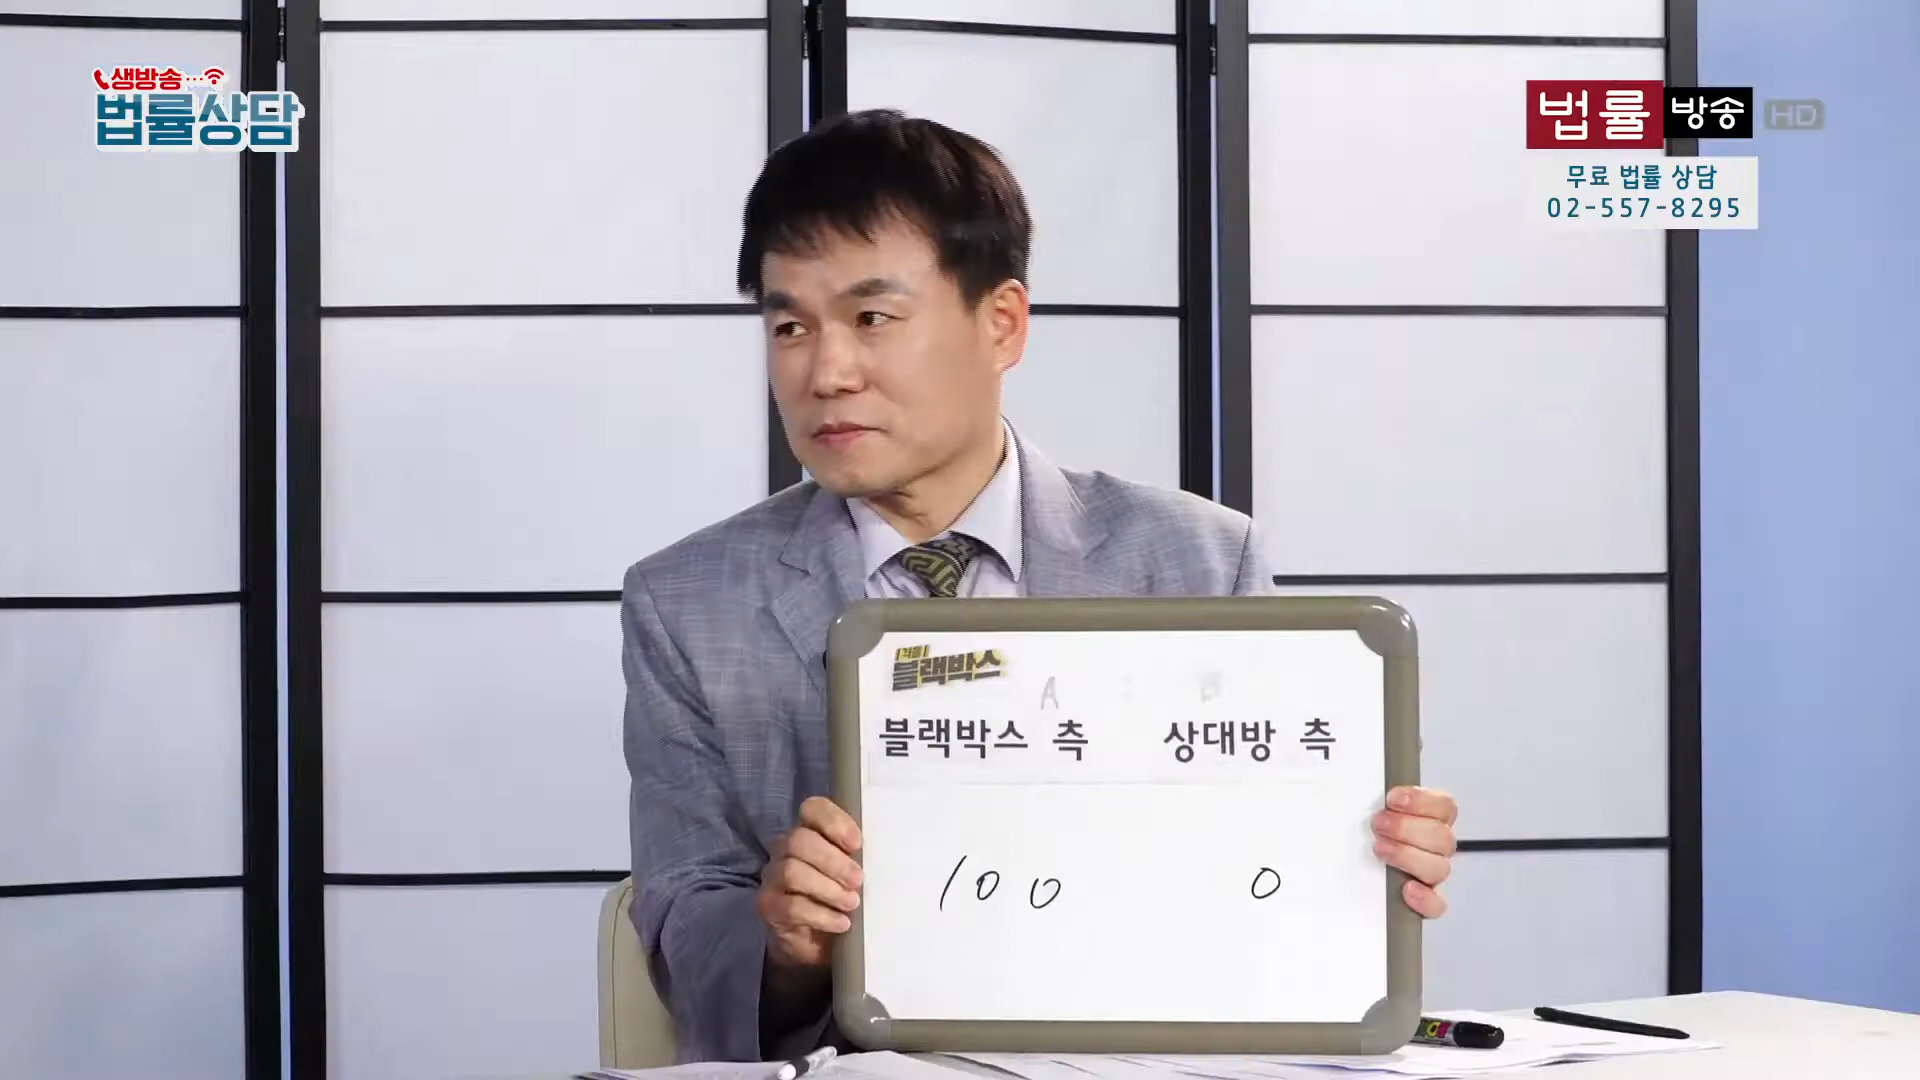 생방송
법률상담
법률방송 HD
무료 법률 상담
02-557-8295
블랙박스
A : B
블랙박스 측 상대방 측
100 0